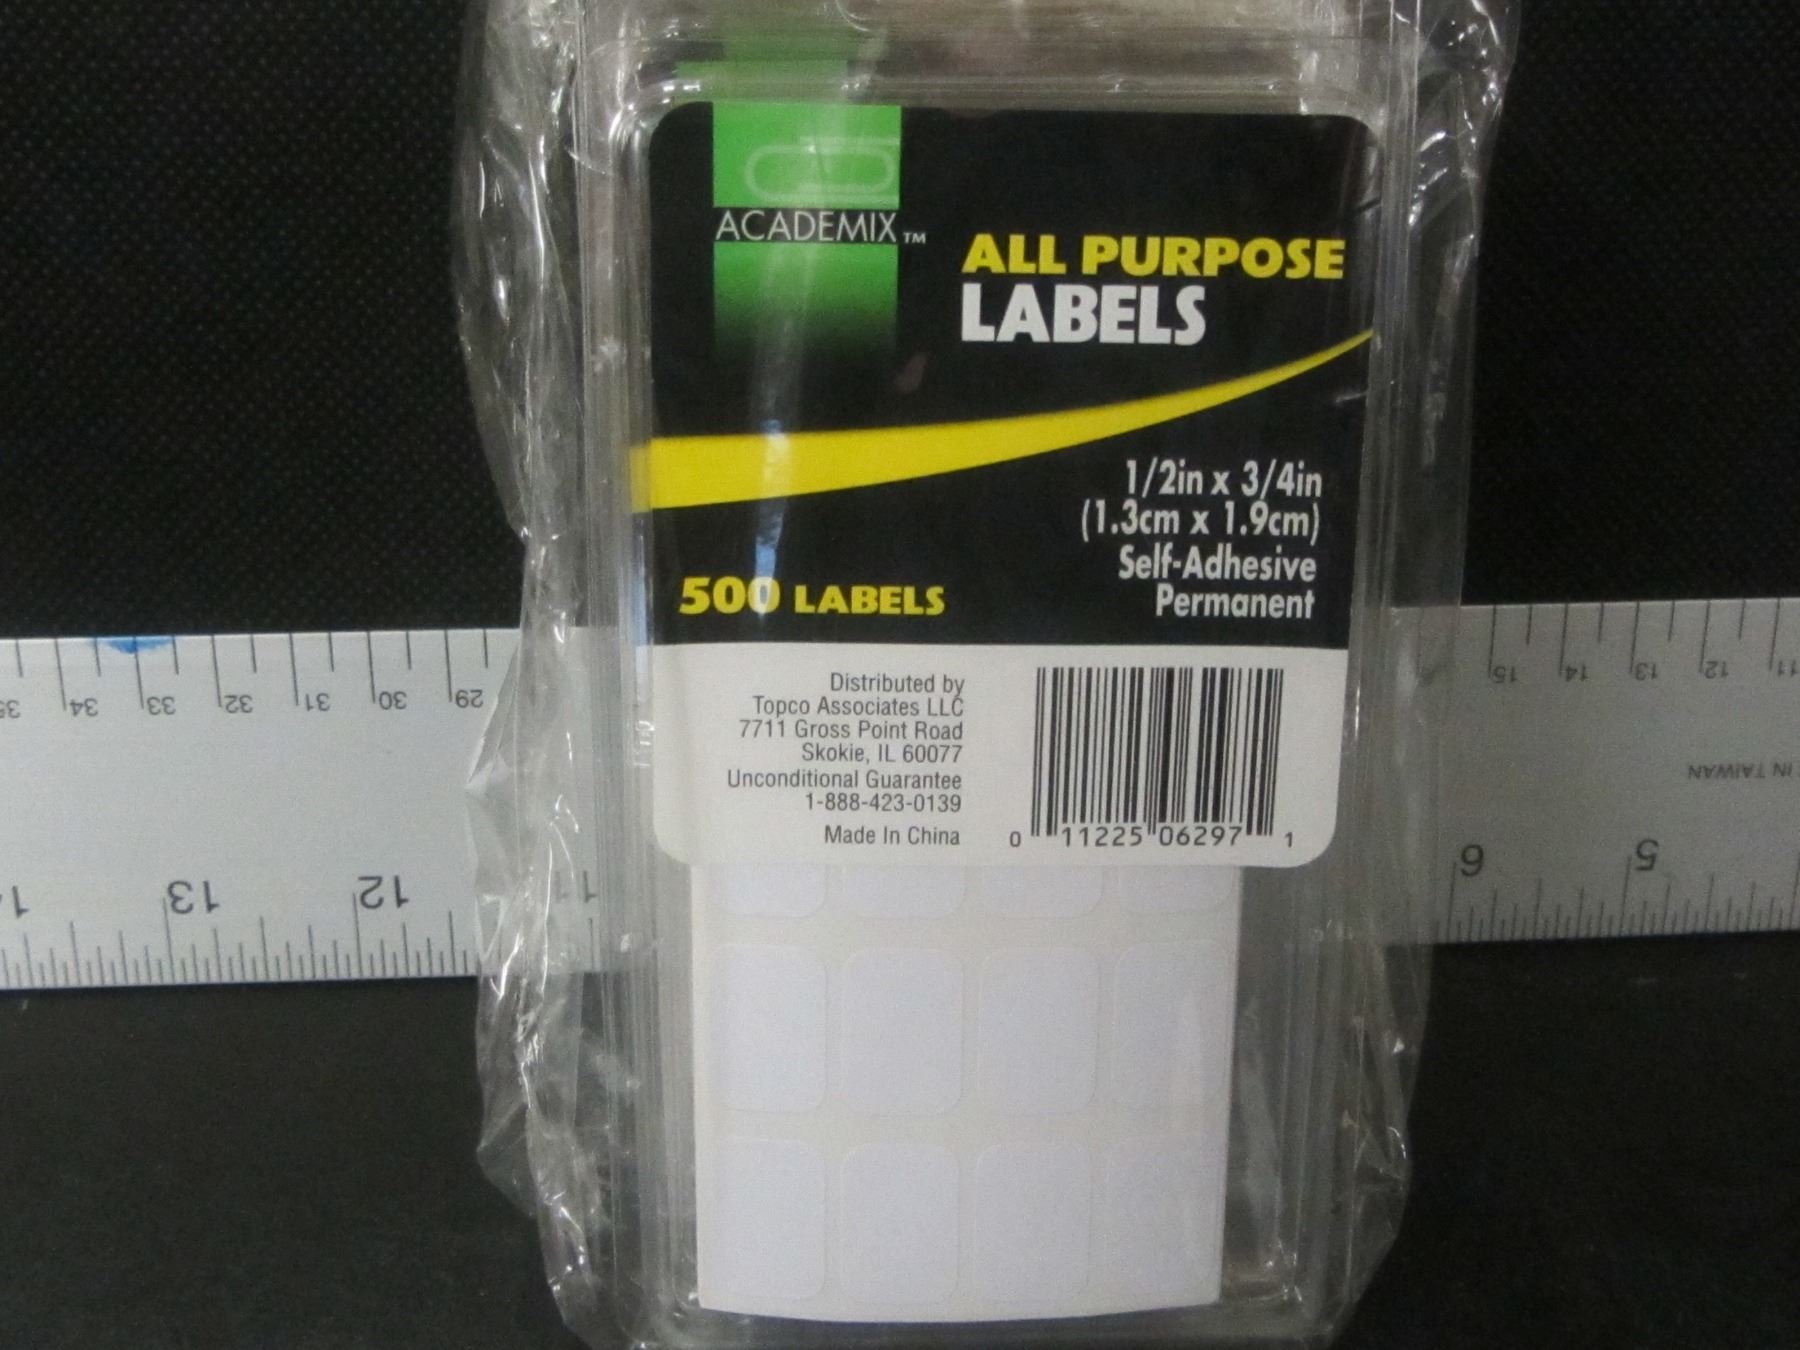 ACADEMIX™
ALL PURPOSE
LABELS
1/2in x 3/4in
(1.3cm x 1.9cm)
Self-Adhesive
Permanent
500 LABELS
Distributed by
Topco Associates LLC
7711 Gross Point Road
Skokie, IL 60077
Unconditional Guarantee
1-888-423-0139
Made In China
0 11225 06297 1
34 33 32 31 30 29
13 12 11
15 14 13 12 11
IN TAIWAN
6 5